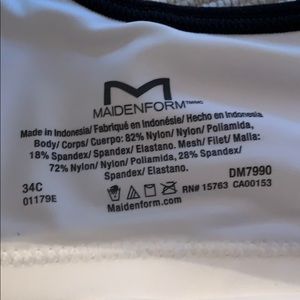 M
MAIDENFORM
Made in Indonesia/ Fabriqué en Indonésie/ Hecho en Indonesia
Body/ Corps/ Cuerpo: 82% Nylon/ Nylon/ Poliamida,
18% Spandex/ Spandex/ Elastano. Mesh/ Filet/ Malla:
72% Nylon/ Nylon/ Poliamida, 28% Spandex/
Spandex/ Elastano.
34C DM7990
01179E RN# 15763 CA00153
Maidenform.com